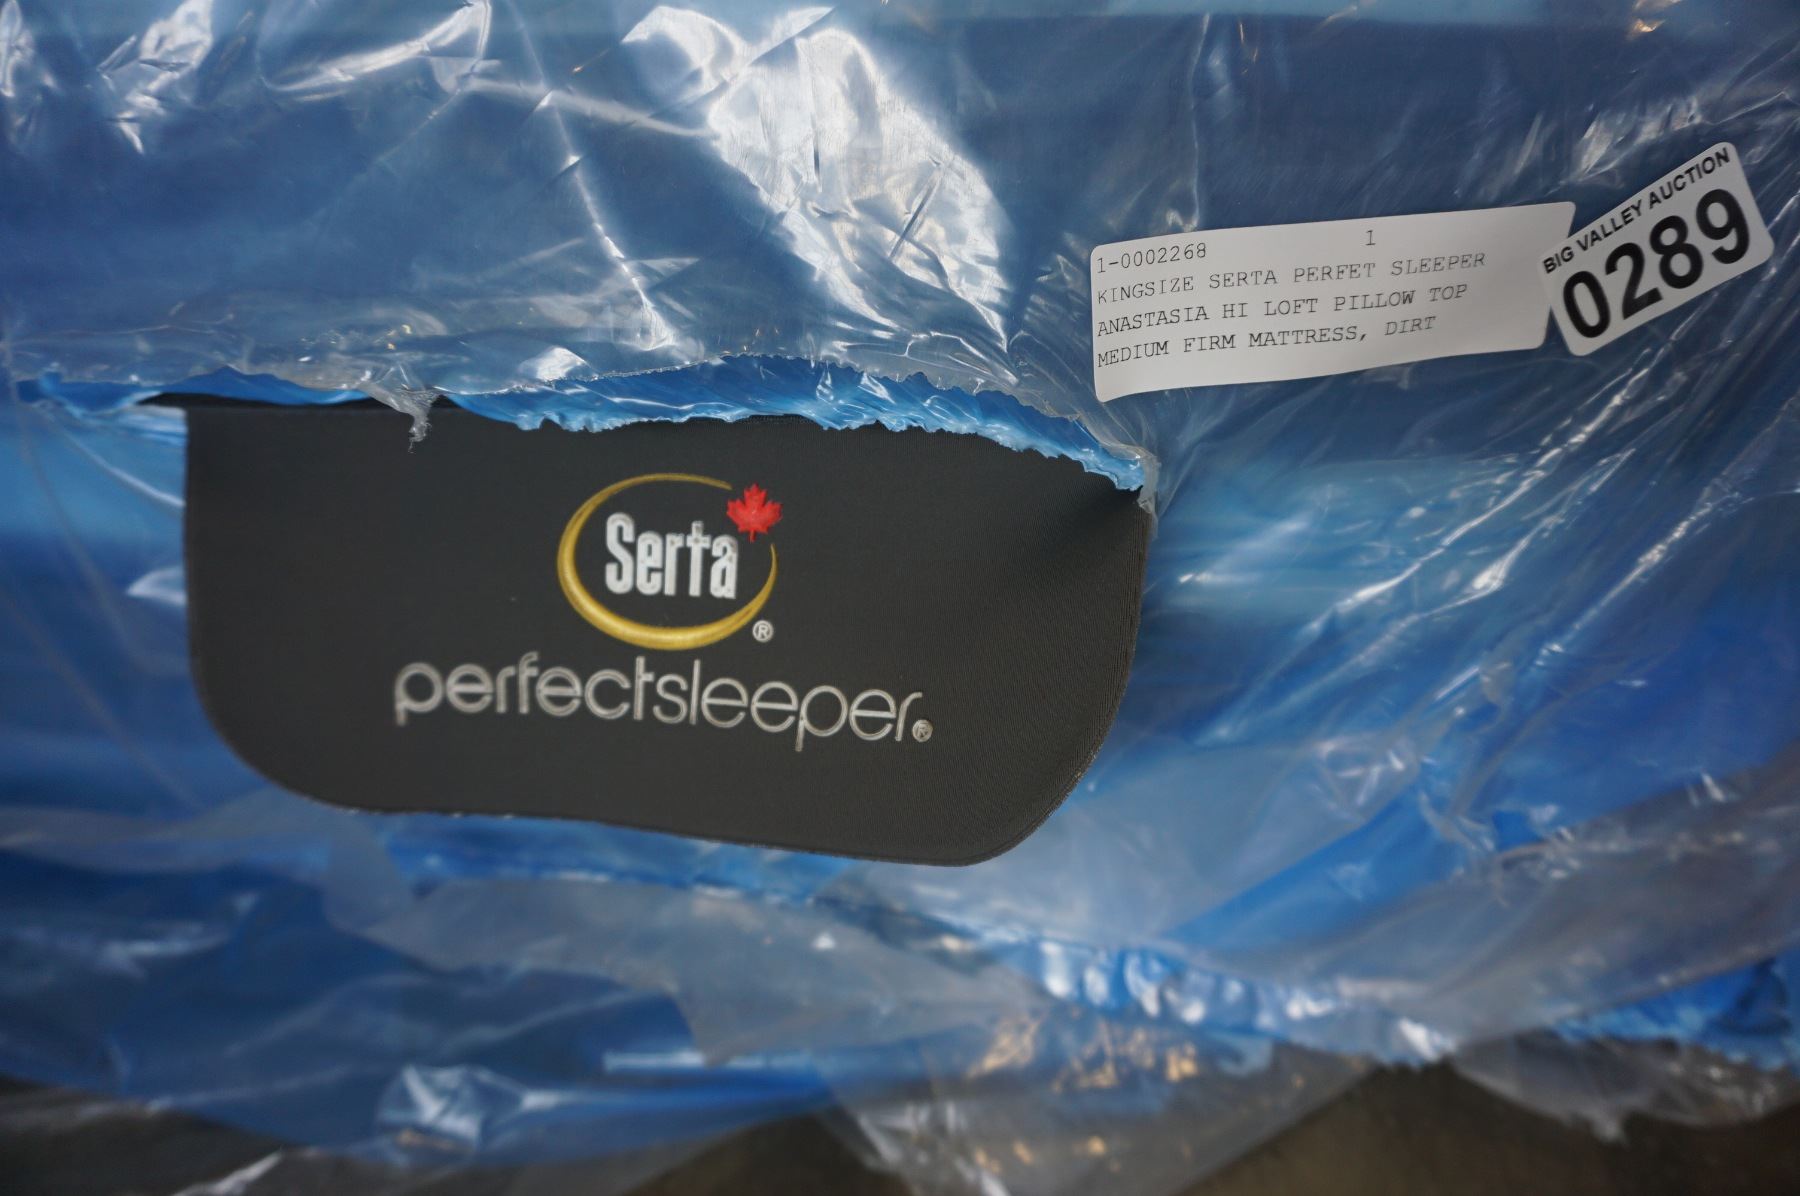 1-0002268 1
KINGSIZE SERTA PERFET SLEEPER
ANASTASIA HI LOFT PILLOW TOP
MEDIUM FIRM MATTRESS, DIRT
BIG VALLEY AUCTION
0289
Serta®
perfectsleeper®